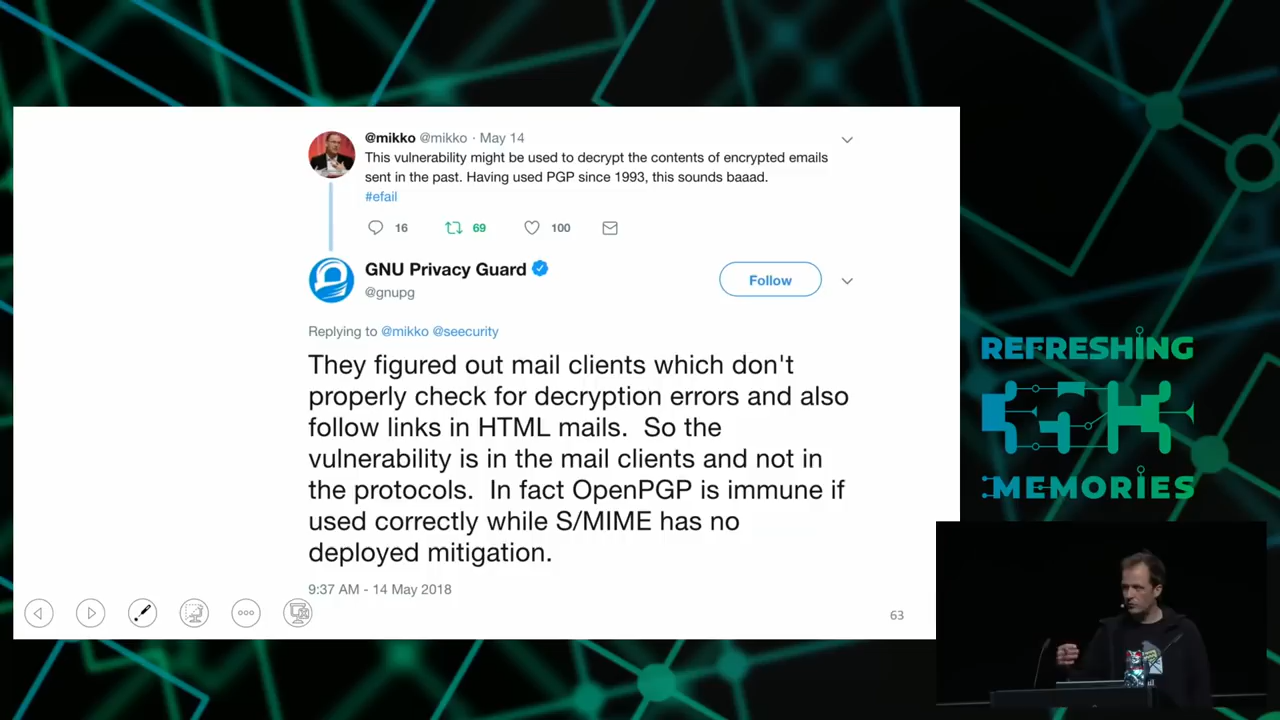 @mikko @mikko · May 14
This vulnerability might be used to decrypt the contents of encrypted emails
sent in the past. Having used PGP since 1993, this sounds baaad.
#efail
16 69 100
GNU Privacy Guard
@gnupg
Follow
Replying to @mikko @seecurity
They figured out mail clients which don't
properly check for decryption errors and also
follow links in HTML mails.  So the
vulnerability is in the mail clients and not in
the protocols.  In fact OpenPGP is immune if
used correctly while S/MIME has no
deployed mitigation.
9:37 AM - 14 May 2018
63
REFRESHING
35C3
MEMORIES